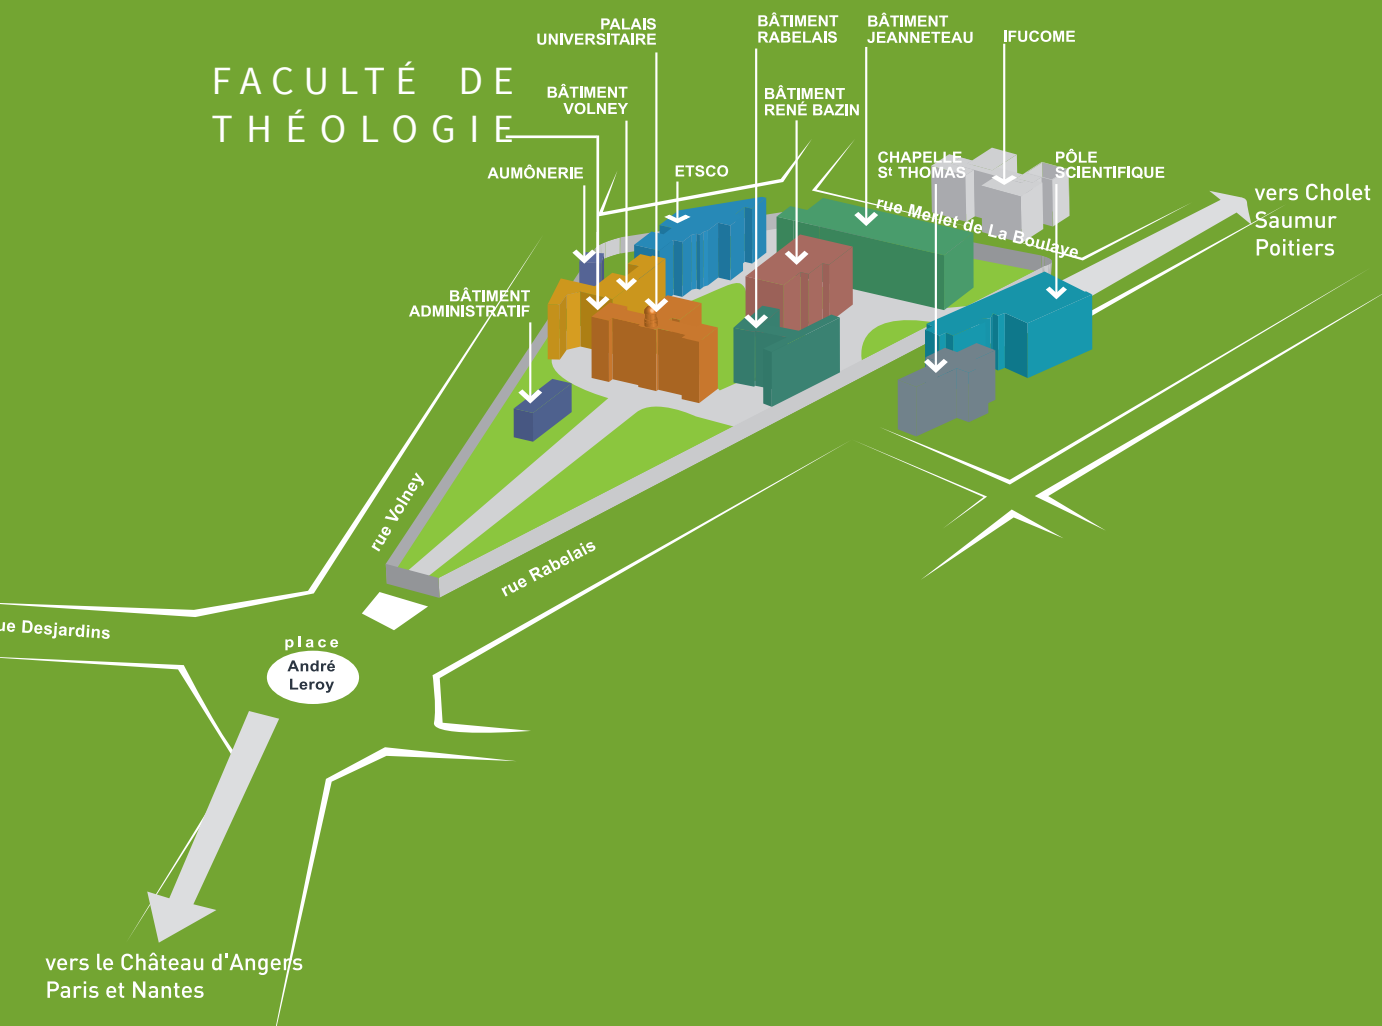 FACULTÉ DE
THÉOLOGIE
PALAIS
UNIVERSITAIRE
BÂTIMENT
RABELAIS
BÂTIMENT
JEANNETEAU
IFUCOME
BÂTIMENT
VOLNEY
BÂTIMENT
RENÉ BAZIN
AUMÔNERIE
ETSCO
CHAPELLE
St THOMAS
PÔLE
SCIENTIFIQUE
vers Cholet
Saumur
Poitiers
rue Merlet de La Boulaye
BÂTIMENT
ADMINISTRATIF
rue Volney
rue Rabelais
ue Desjardins
place
André
Leroy
vers le Château d'Angers
Paris et Nantes